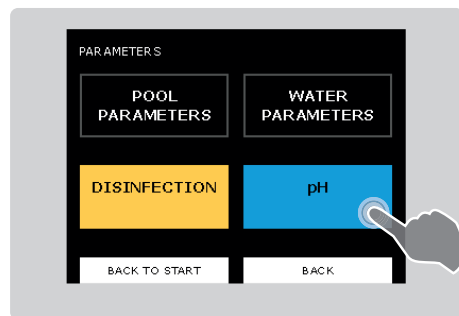 PARAMETERS
POOL
PARAMETERS
WATER
PARAMETERS
DISINFECTION
pH
BACK TO START
BACK